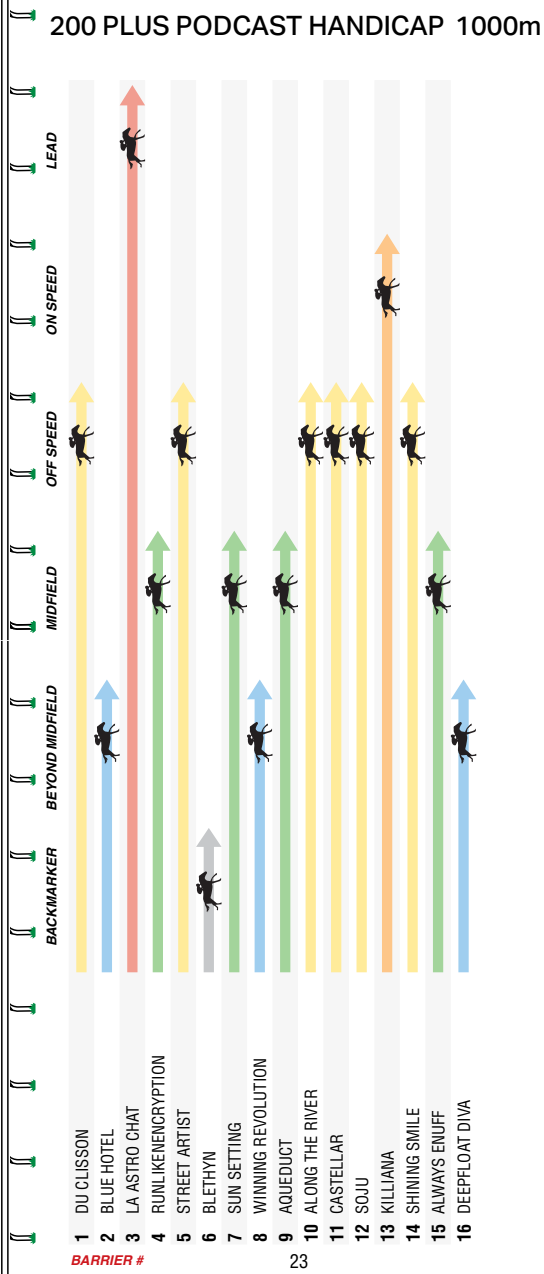 200 PLUS PODCAST HANDICAP 1000m
LEAD
ON SPEED
OFF SPEED
MIDFIELD
BEYOND MIDFIELD
BACKMARKER
1 DU CLISSON
2 BLUE HOTEL
3 LA ASTRO CHAT
4 RUNLIKENENCRYPTION
5 STREET ARTIST
6 BLETHYN
7 SUN SETTING
8 WINNING REVOLUTION
9 AQUEDUCT
10 ALONG THE RIVER
11 CASTELLAR
12 SOJU
13 KILLIANA
14 SHINING SMILE
15 ALWAYS ENUFF
16 DEEPFLOAT DIVA
BARRIER #
23